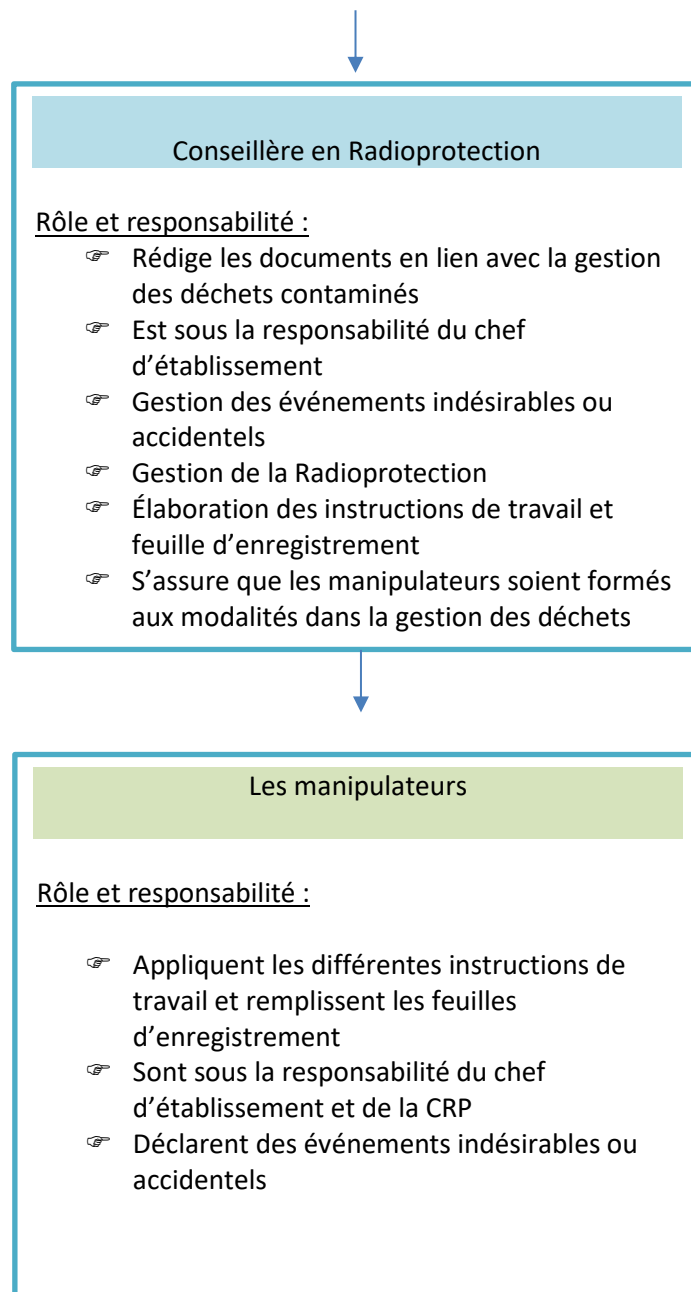 Conseillère en Radioprotection
Rôle et responsabilité :
☞ Rédige les documents en lien avec la gestion
des déchets contaminés
☞ Est sous la responsabilité du chef
d’établissement
☞ Gestion des événements indésirables ou
accidentels
☞ Gestion de la Radioprotection
☞ Élaboration des instructions de travail et
feuille d’enregistrement
☞ S’assure que les manipulateurs soient formés
aux modalités dans la gestion des déchets
Les manipulateurs
Rôle et responsabilité :
☞ Appliquent les différentes instructions de
travail et remplissent les feuilles
d’enregistrement
☞ Sont sous la responsabilité du chef
d’établissement et de la CRP
☞ Déclarent des événements indésirables ou
accidentels